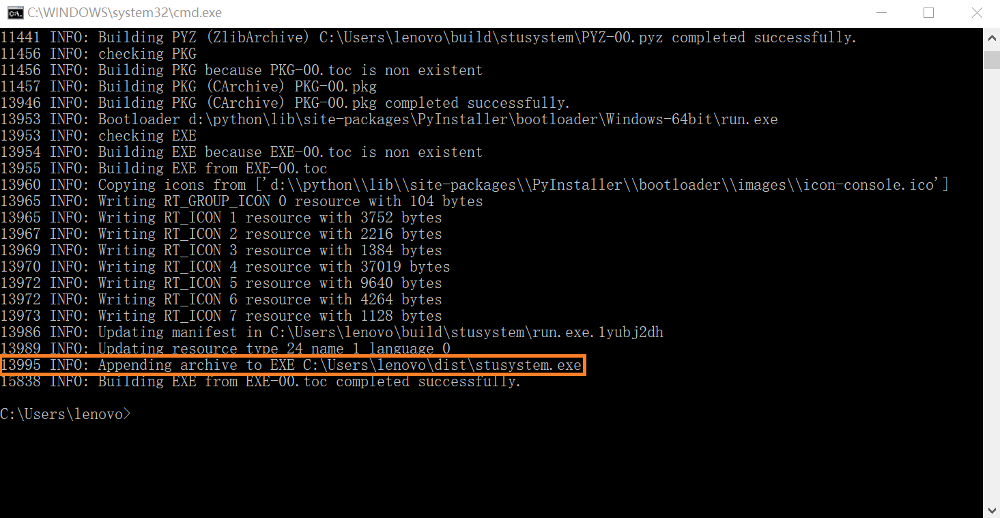 C:\WINDOWS\system32\cmd.exe
11441 INFO: Building PYZ (ZlibArchive) C:\Users\lenovo\build\stusystem\PYZ-00.pyz completed successfully.
11456 INFO: checking PKG
11456 INFO: Building PKG because PKG-00.toc is non existent
11457 INFO: Building PKG (CArchive) PKG-00.pkg
13946 INFO: Building PKG (CArchive) PKG-00.pkg completed successfully.
13953 INFO: Bootloader d:\python\lib\site-packages\PyInstaller\bootloader\Windows-64bit\run.exe
13953 INFO: checking EXE
13954 INFO: Building EXE because EXE-00.toc is non existent
13955 INFO: Building EXE from EXE-00.toc
13960 INFO: Copying icons from ['d:\\python\\lib\\site-packages\\PyInstaller\\bootloader\\images\\icon-console.ico']
13965 INFO: Writing RT_GROUP_ICON 0 resource with 104 bytes
13965 INFO: Writing RT_ICON 1 resource with 3752 bytes
13967 INFO: Writing RT_ICON 2 resource with 2216 bytes
13969 INFO: Writing RT_ICON 3 resource with 1384 bytes
13970 INFO: Writing RT_ICON 4 resource with 37019 bytes
13972 INFO: Writing RT_ICON 5 resource with 9640 bytes
13972 INFO: Writing RT_ICON 6 resource with 4264 bytes
13973 INFO: Writing RT_ICON 7 resource with 1128 bytes
13986 INFO: Updating manifest in C:\Users\lenovo\build\stusystem\run.exe.1yubj2dh
13989 INFO: Updating resource type 24 name 1 language 0
13995 INFO: Appending archive to EXE C:\Users\lenovo\dist\stusystem.exe
15838 INFO: Building EXE from EXE-00.toc completed successfully.
C:\Users\lenovo>